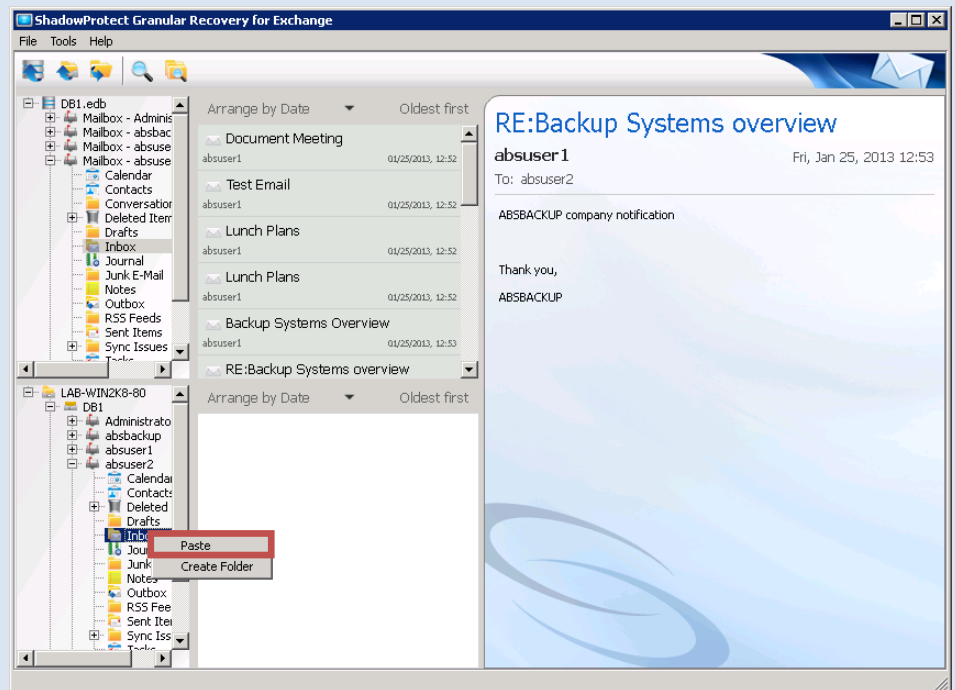 ShadowProtect Granular Recovery for Exchange
File Tools Help
DB1.edb
Mailbox - Adminis
Mailbox - absbac
Mailbox - absuse
Mailbox - absuse
Calendar
Contacts
Conversation
Deleted Item
Drafts
Inbox
Journal
Junk E-Mail
Notes
Outbox
RSS Feeds
Sent Items
Sync Issues
Tasks
Arrange by Date Oldest first
Document Meeting
absuser1 01/25/2013, 12:52
Test Email
absuser1 01/25/2013, 12:52
Lunch Plans
absuser1 01/25/2013, 12:52
Lunch Plans
absuser1 01/25/2013, 12:52
Backup Systems Overview
absuser1 01/25/2013, 12:53
RE:Backup Systems overview
RE:Backup Systems overview
absuser1 Fri, Jan 25, 2013 12:53
To: absuser2
ABSBACKUP company notification
Thank you,
ABSBACKUP
LAB-WIN2K8-80
DB1
Administrato
absbackup
absuser1
absuser2
Calendar
Contacts
Deleted
Drafts
Inbo
Jour
Junk
Notes
Outbox
RSS Fee
Sent Iter
Sync Iss
Tasks
Paste
Create Folder
Arrange by Date Oldest first